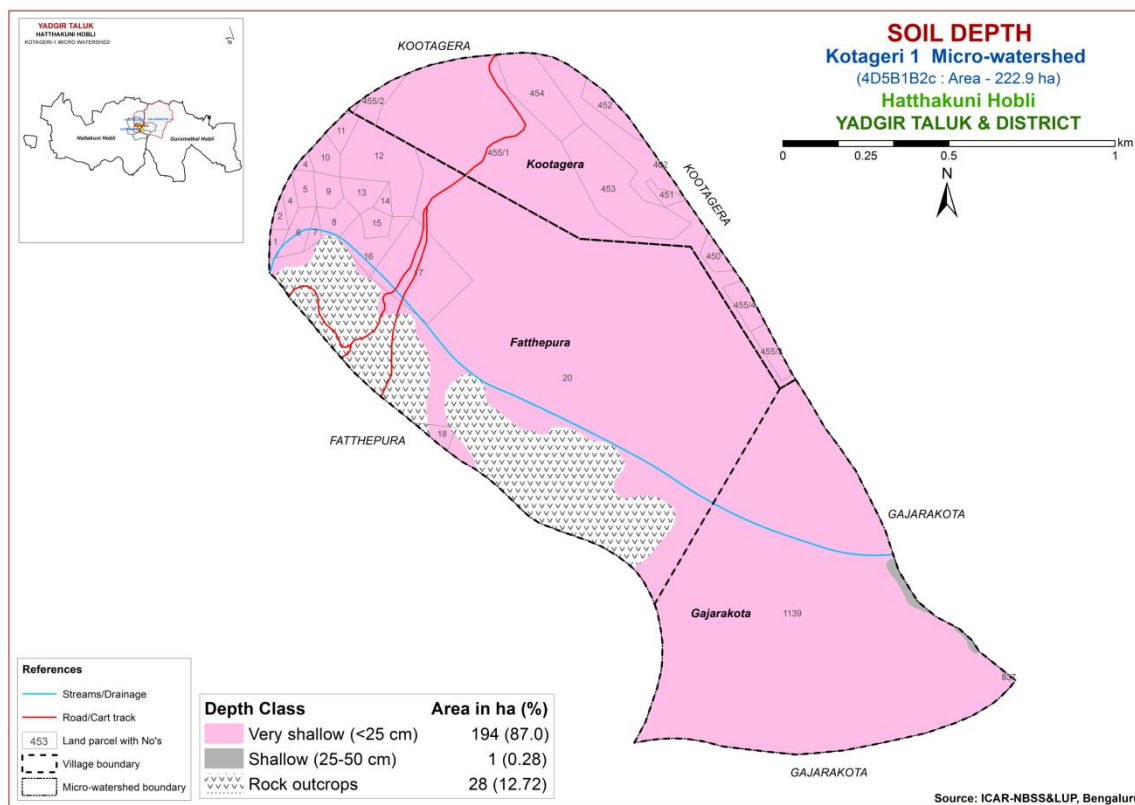 YADGIR TALUK
HATTHAKUNI HOBLI
KOTAGERI-1 MICRO WATERSHED
N
Hattakuni Hobli
Gurumatkal Hobli
SOIL DEPTH
Kotageri 1 Micro-watershed
(4D5B1B2c : Area - 222.9 ha)
Hatthakuni Hobli
YADGIR TALUK & DISTRICT
0 0.25 0.5 1 km
N
KOOTAGERA
454
452
455/2
11
455/1
10
12
Kootagera
4
452
5
9
13
453
451
KOOTAGERA
4
14
2
8
15
1
6
7
16
450
17
455/4
Fatthepura
455/3
20
18
FATTHEPURA
GAJARAKOTA
Gajarakota
1139
837
GAJARAKOTA
References
Streams/Drainage
Road/Cart track
453 Land parcel with No's
Village boundary
Micro-watershed boundary
Depth Class Area in ha (%)
Very shallow (<25 cm) 194 (87.0)
Shallow (25-50 cm) 1 (0.28)
Rock outcrops 28 (12.72)
Source: ICAR-NBSS&LUP, Bengaluru